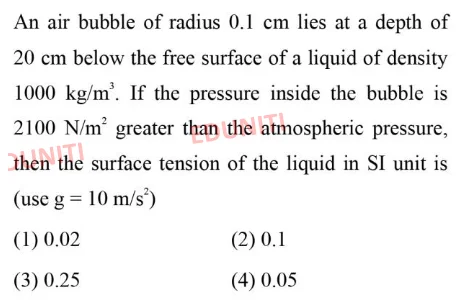 An air bubble of radius 0.1 cm lies at a depth of
20 cm below the free surface of a liquid of density
1000 kg/m³. If the pressure inside the bubble is
2100 N/m² greater than the atmospheric pressure,
then the surface tension of the liquid in SI unit is
(use g = 10 m/s²)
(1) 0.02 (2) 0.1
(3) 0.25 (4) 0.05
EDUNITI
DUNITI